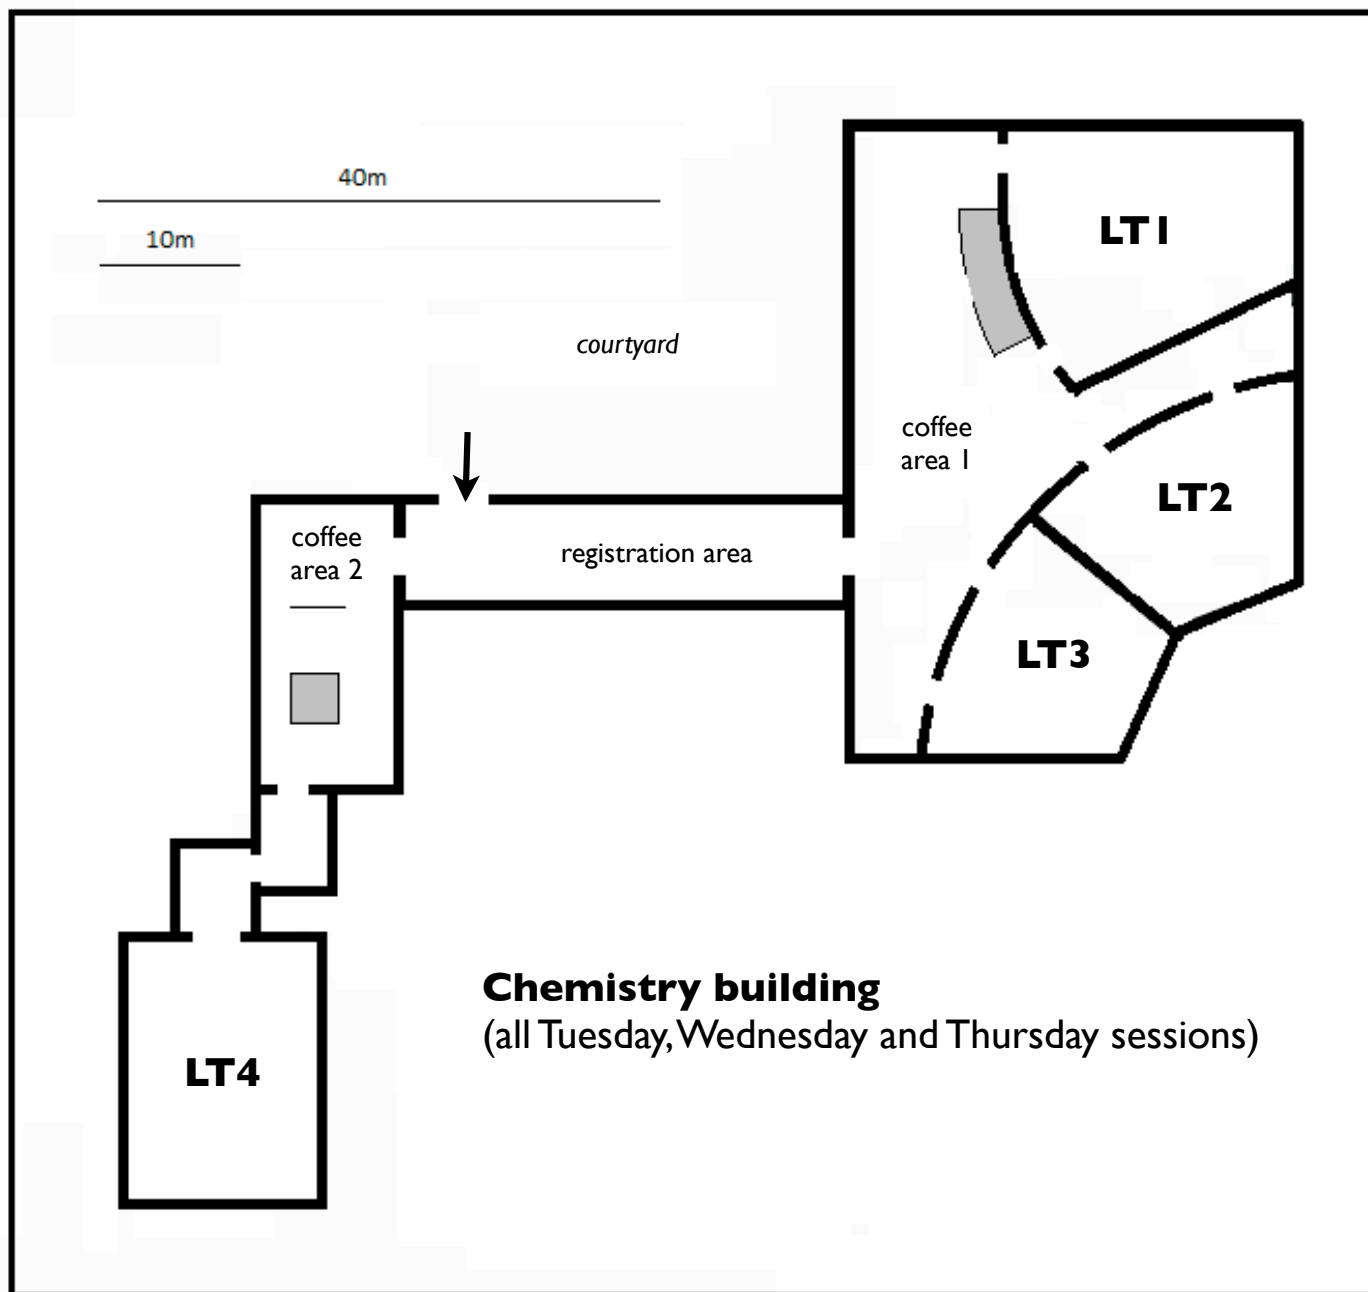 40m
10m
LT1
courtyard
coffee
area 1
LT2
coffee
area 2
registration area
LT3
Chemistry building
(all Tuesday, Wednesday and Thursday sessions)
LT4